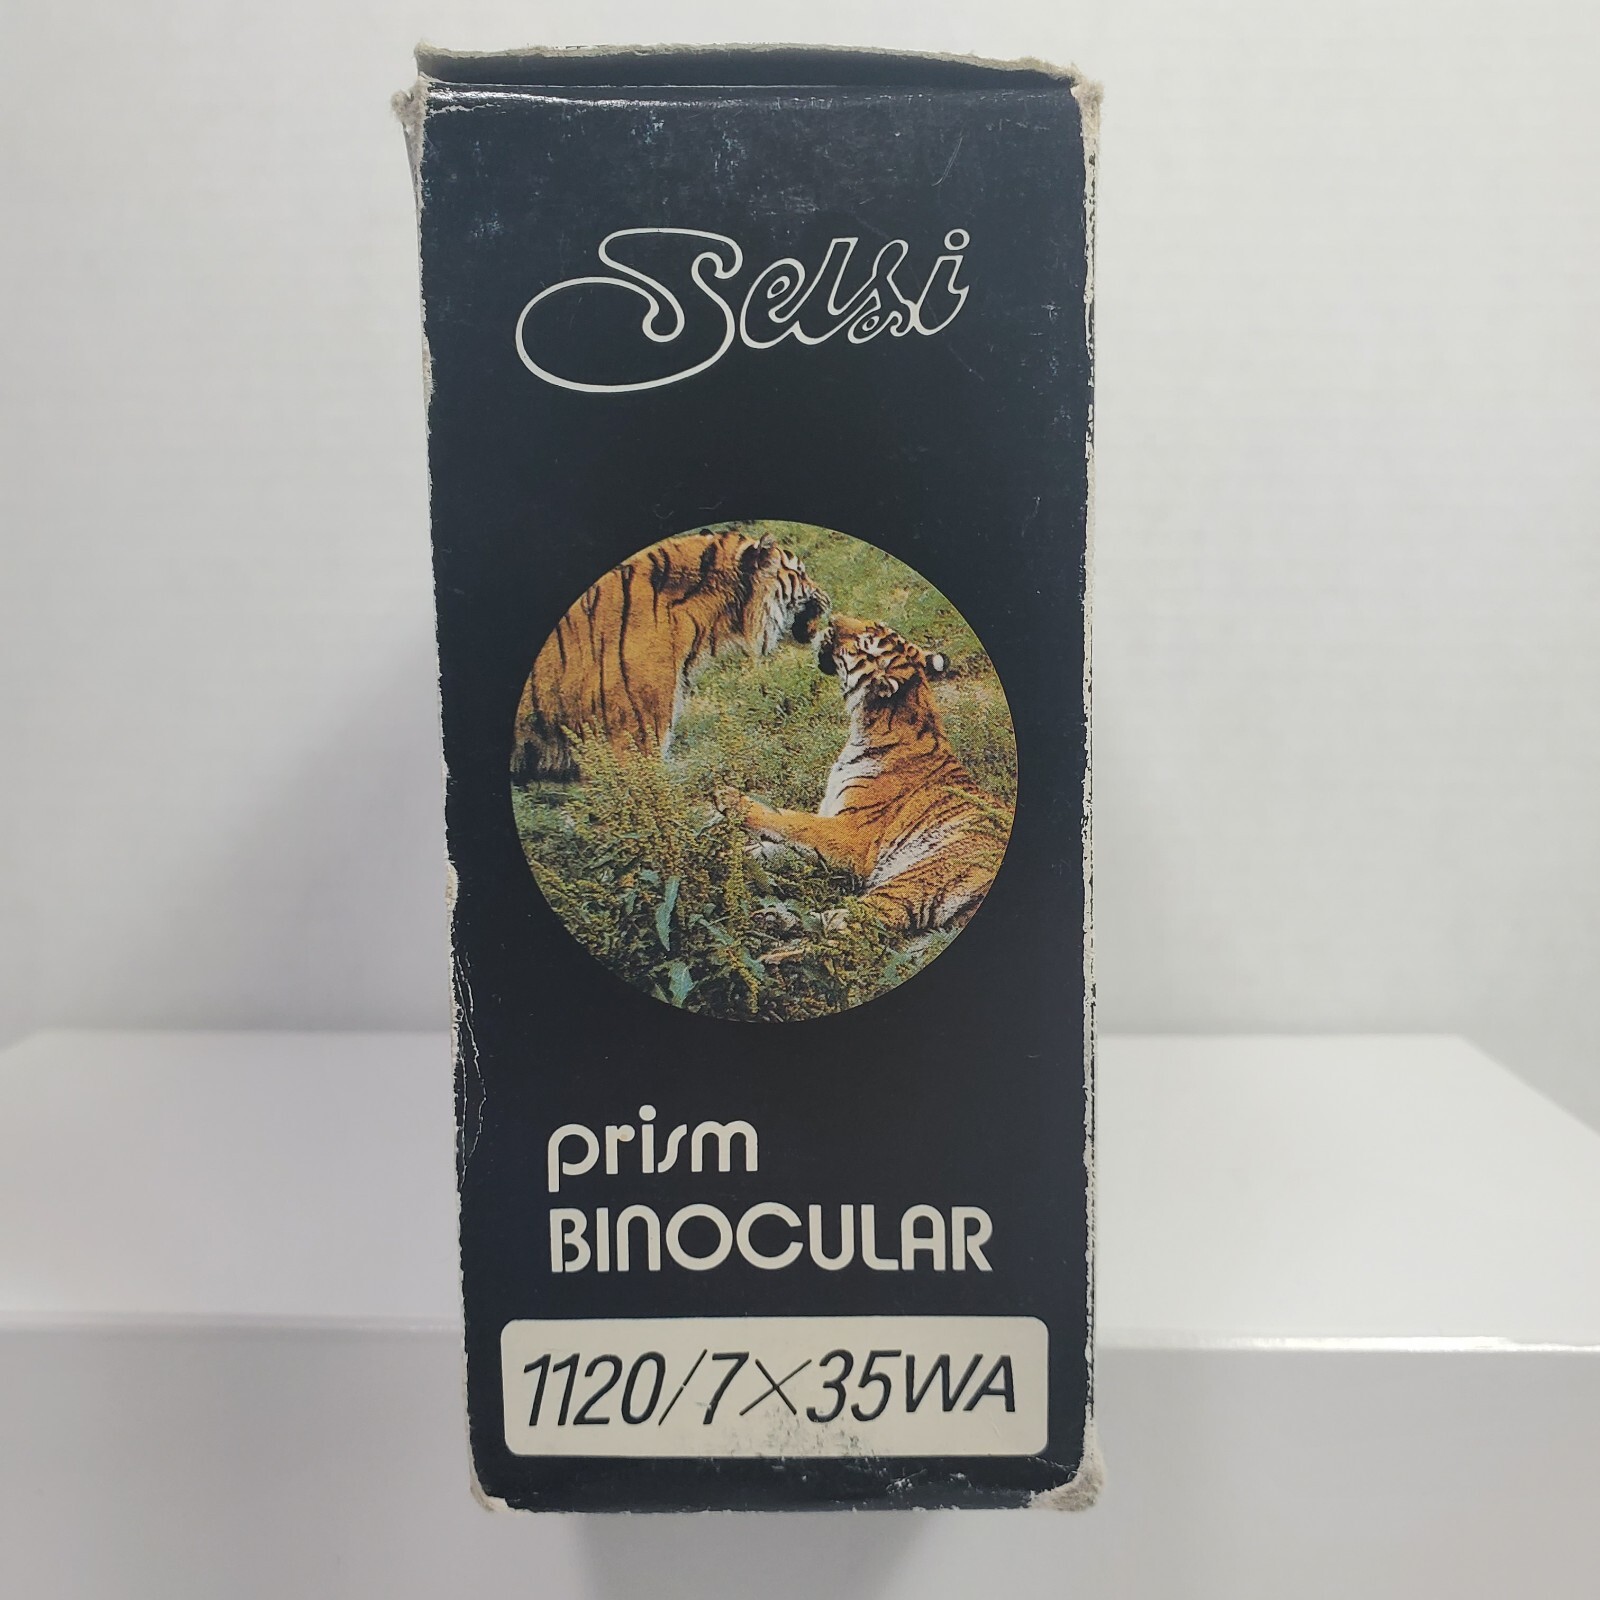 Selsi
prism
BINOCULAR
1120/7×35WA